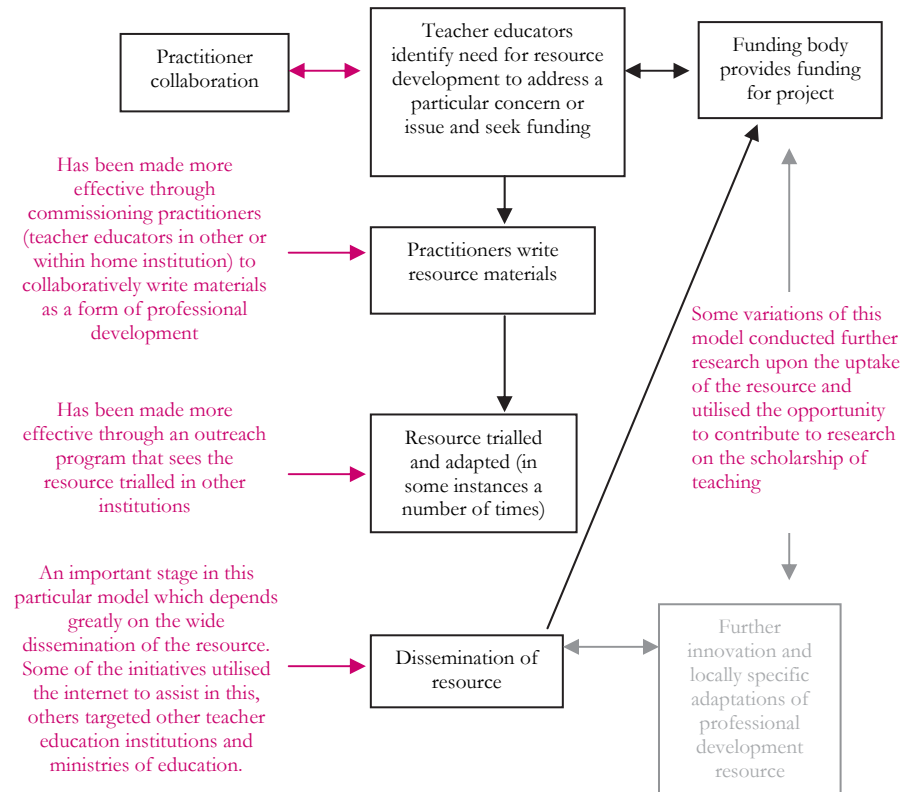 Practitioner
collaboration
Teacher educators
identify need for resource
development to address a
particular concern or
issue and seek funding
Funding body
provides funding
for project
Has been made more
effective through
commissioning practitioners
(teacher educators in other or
within home institution) to
collaboratively write materials
as a form of professional
development
Practitioners write
resource materials
Some variations of this
model conducted further
research upon the uptake
of the resource and
utilised the opportunity
to contribute to research
on the scholarship of
teaching
Has been made more
effective through an outreach
program that sees the
resource trialled in other
institutions
Resource trialled
and adapted (in
some instances a
number of times)
An important stage in this
particular model which depends
greatly on the wide
dissemination of the resource.
Some of the initiatives utilised
the internet to assist in this,
others targeted other teacher
education institutions and
ministries of education.
Dissemination of
resource
Further
innovation and
locally specific
adaptations of
professional
development
resource